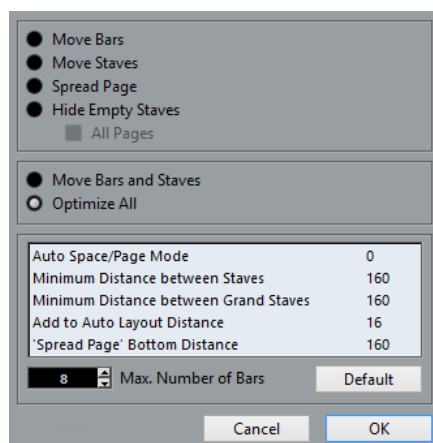 Move Bars
Move Staves
Spread Page
Hide Empty Staves
All Pages
Move Bars and Staves
Optimize All
Auto Space/Page Mode 0
Minimum Distance between Staves 160
Minimum Distance between Grand Staves 160
Add to Auto Layout Distance 16
'Spread Page' Bottom Distance 160
8 Max. Number of Bars Default
Cancel OK